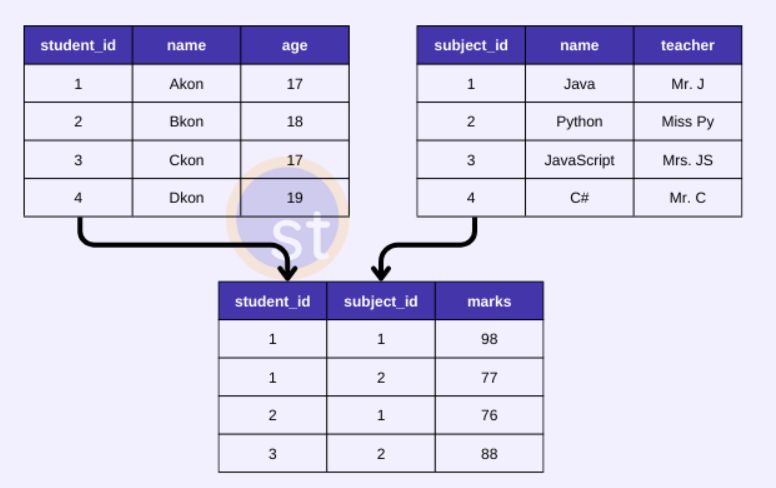 student_id name age
1 Akon 17
2 Bkon 18
3 Ckon 17
4 Dkon 19
subject_id name teacher
1 Java Mr. J
2 Python Miss Py
3 JavaScript Mrs. JS
4 C# Mr. C
st
student_id subject_id marks
1 1 98
1 2 77
2 1 76
3 2 88